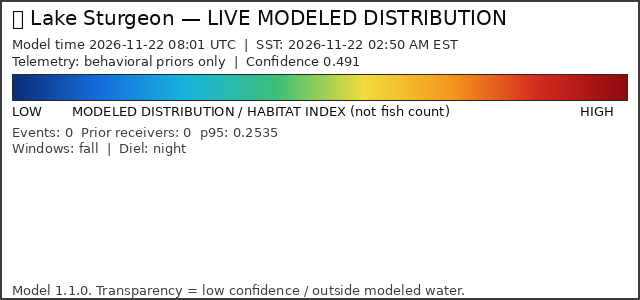 Lake Sturgeon — LIVE MODELED DISTRIBUTION
Model time 2026-11-22 08:01 UTC | SST: 2026-11-22 02:50 AM EST
Telemetry: behavioral priors only | Confidence 0.491
LOW MODELED DISTRIBUTION / HABITAT INDEX (not fish count) HIGH
Events: 0 Prior receivers: 0 p95: 0.2535
Windows: fall | Diel: night
Model 1.1.0. Transparency = low confidence / outside modeled water.